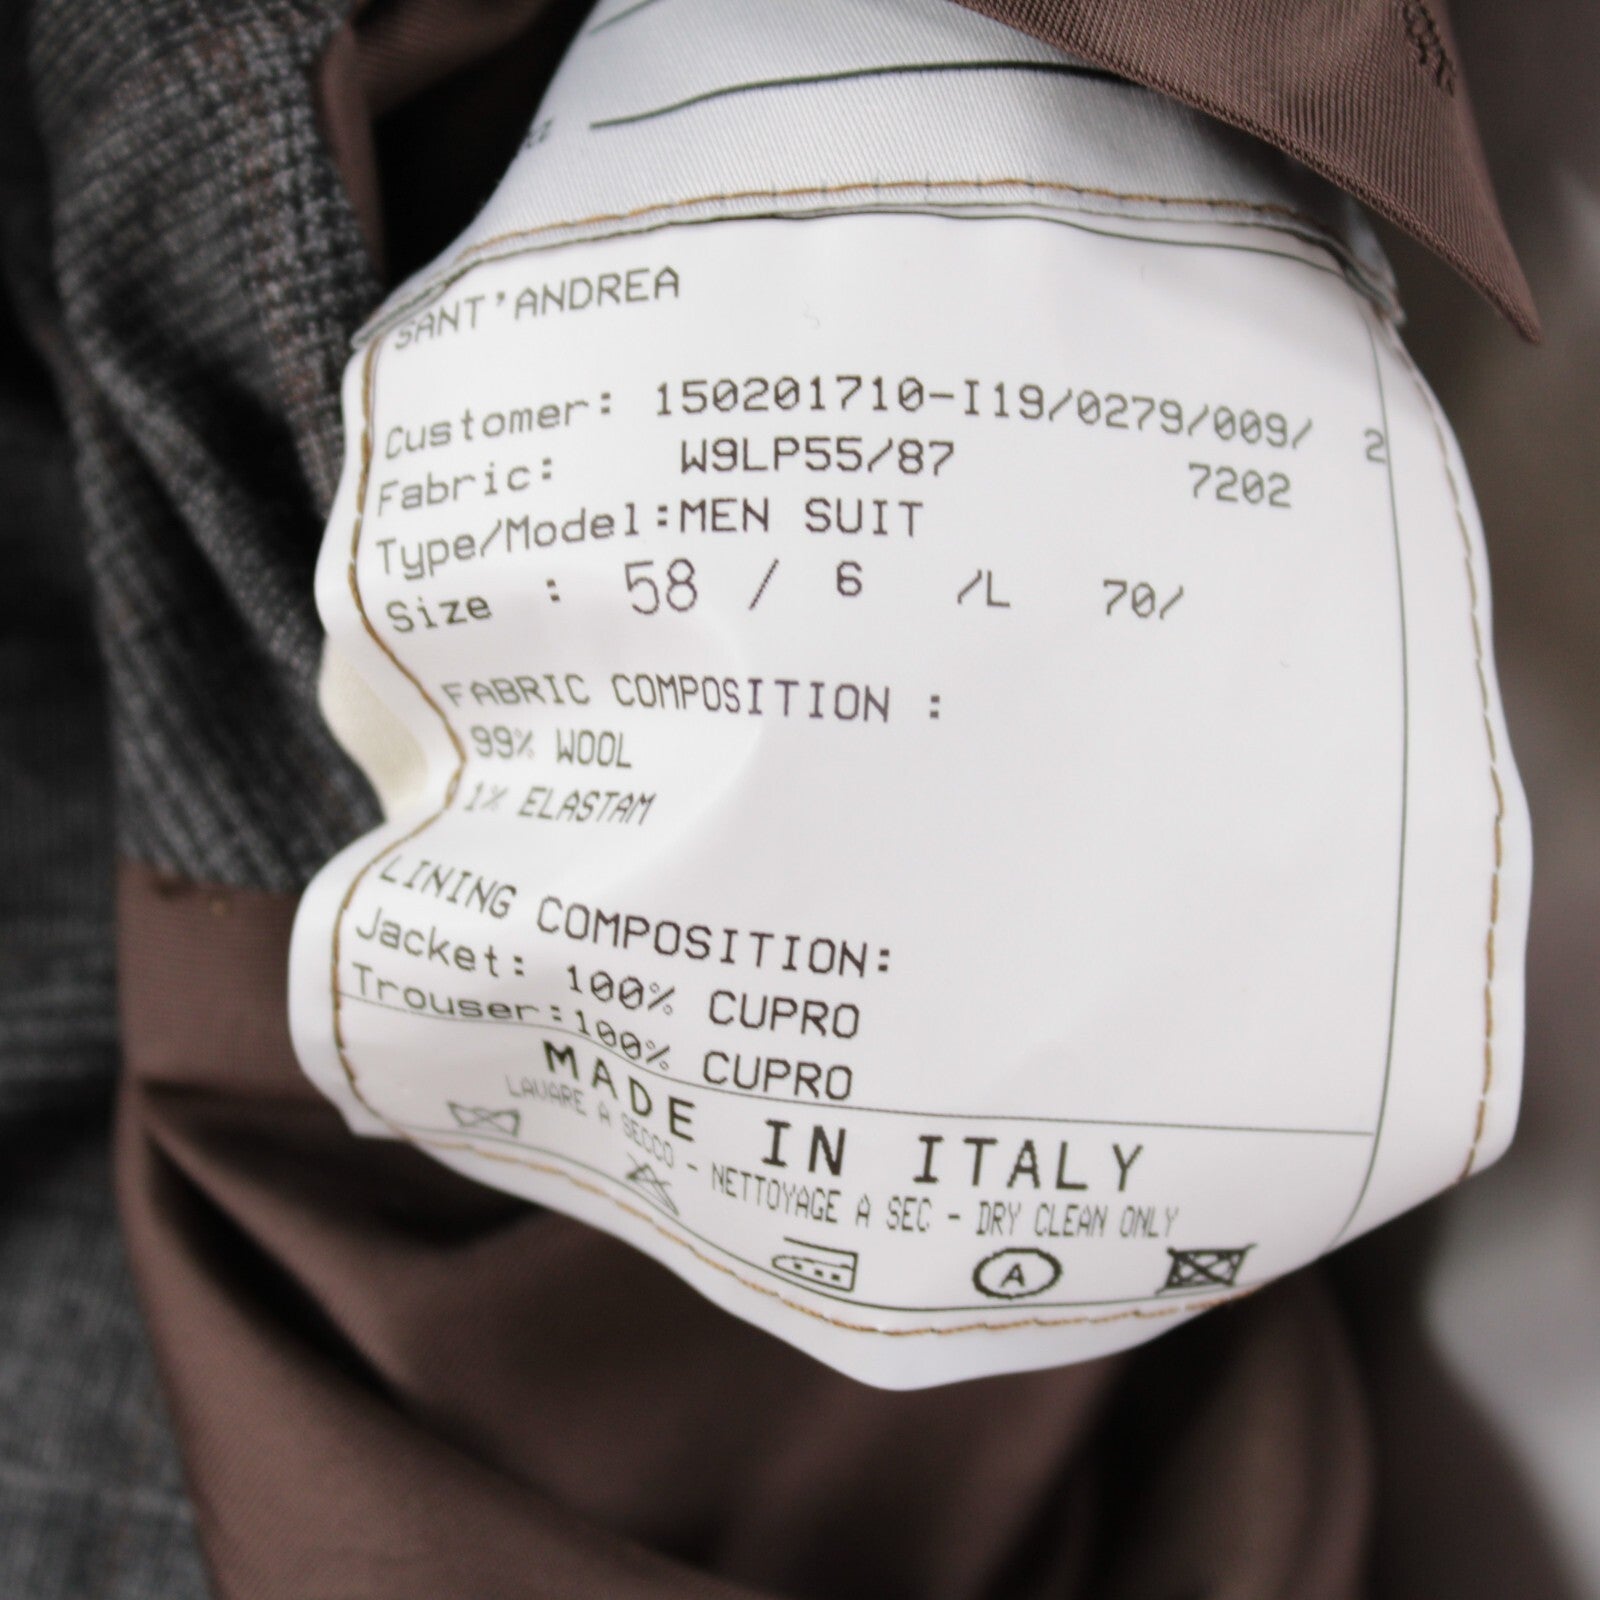 SANT'ANDREA
Customer: 150201710-I19/0279/009/ 2
Fabric: W9LP55/87 7202
Type/Model:MEN SUIT
Size : 58 / 6 /L 70/
FABRIC COMPOSITION :
99% WOOL
1% ELASTAM
LINING COMPOSITION:
Jacket: 100% CUPRO
Trouser:100% CUPRO
MADE IN ITALY
LAVARE A SECCO - NETTOYAGE A SEC - DRY CLEAN ONLY
A